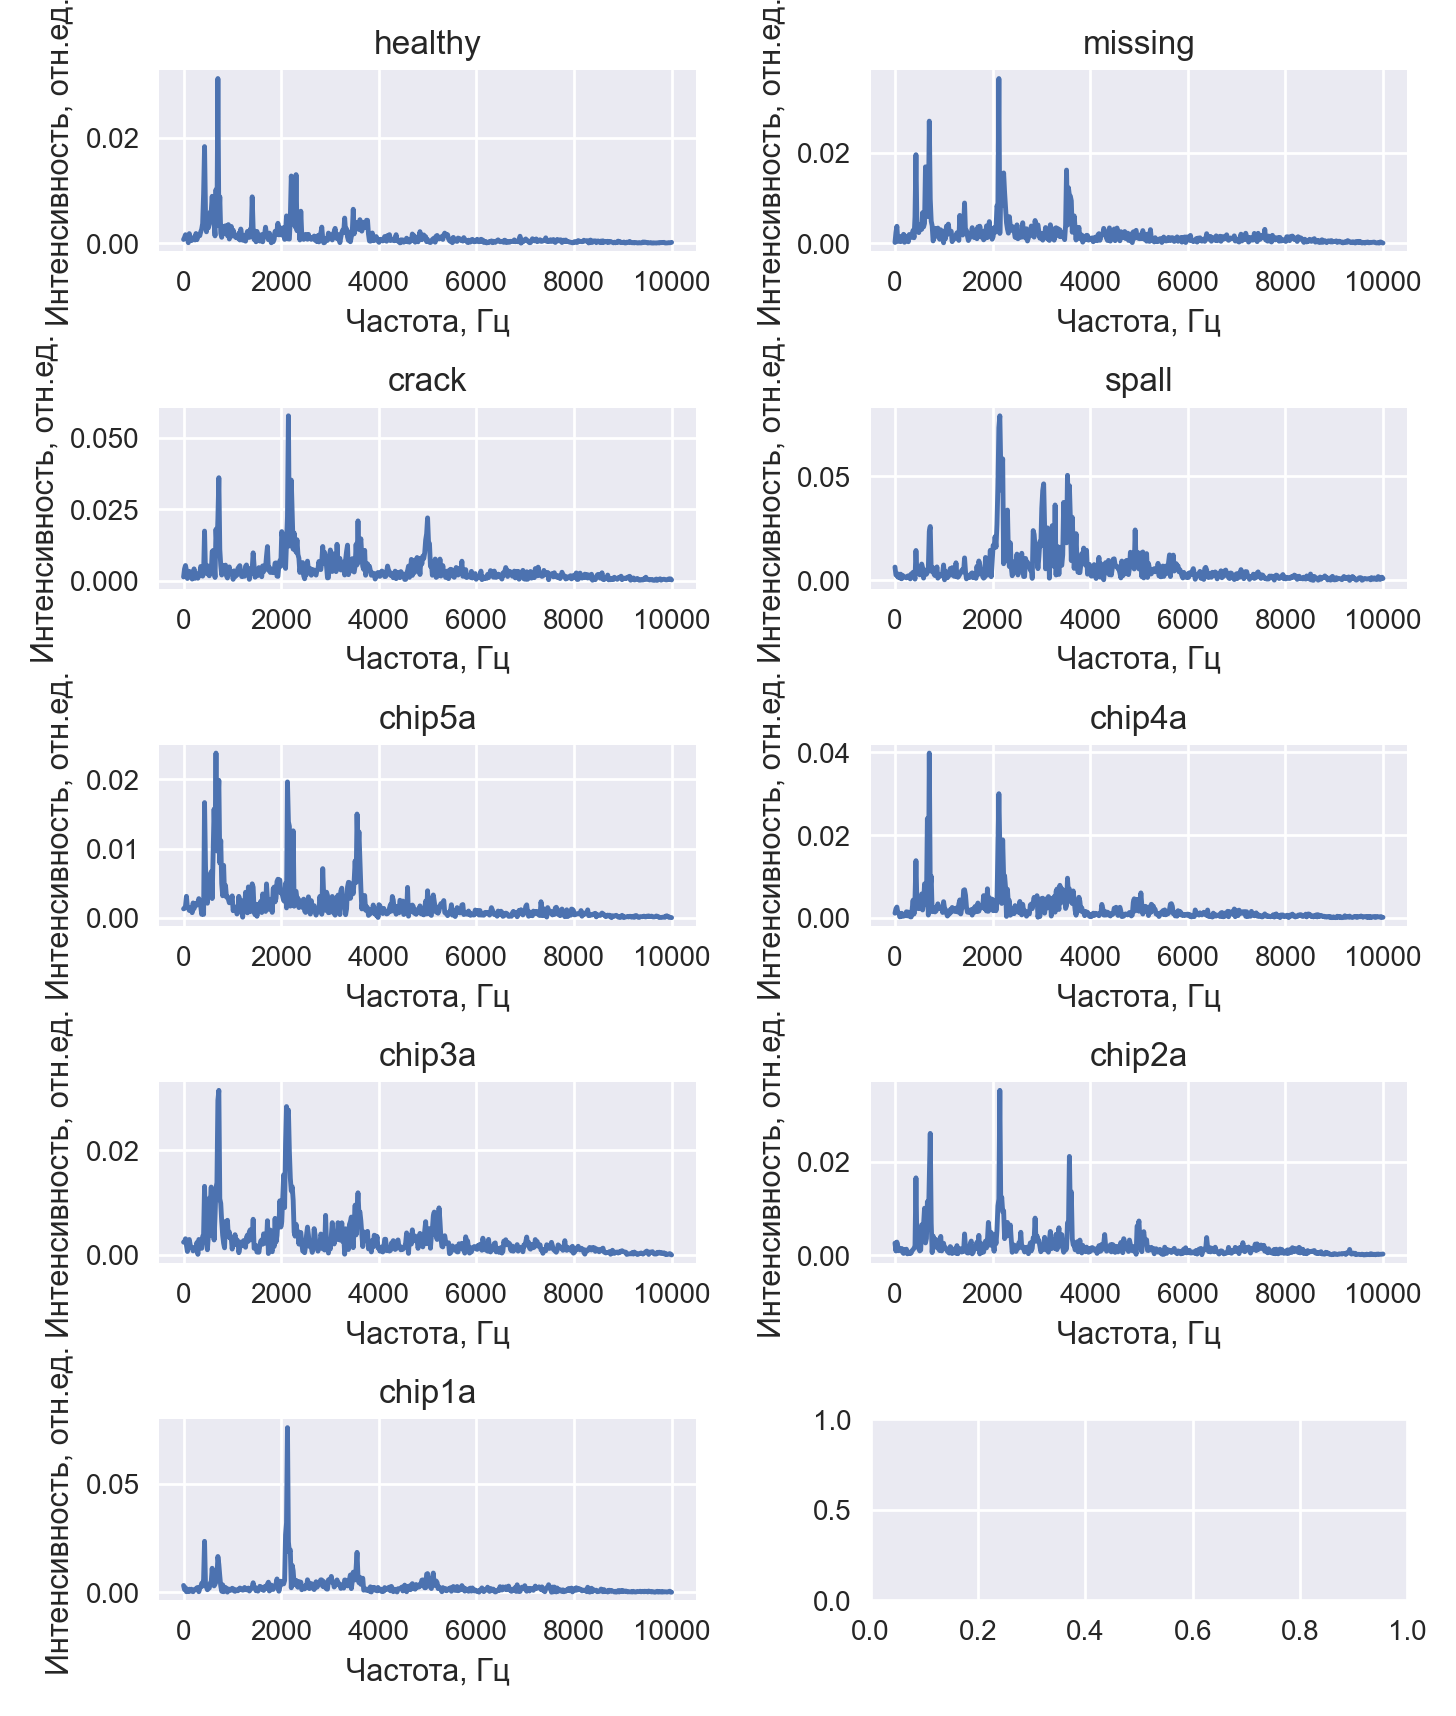 healthy
Интенсивность, отн.ед.
0.02
0.00
0 2000 4000 6000 8000 10000
Частота, Гц
missing
Интенсивность, отн.ед.
0.02
0.00
0 2000 4000 6000 8000 10000
Частота, Гц
crack
Интенсивность, отн.ед.
0.050
0.025
0.000
0 2000 4000 6000 8000 10000
Частота, Гц
spall
Интенсивность, отн.ед.
0.05
0.00
0 2000 4000 6000 8000 10000
Частота, Гц
chip5a
Интенсивность, отн.ед.
0.02
0.01
0.00
0 2000 4000 6000 8000 10000
Частота, Гц
chip4a
Интенсивность, отн.ед.
0.04
0.02
0.00
0 2000 4000 6000 8000 10000
Частота, Гц
chip3a
Интенсивность, отн.ед.
0.02
0.00
0 2000 4000 6000 8000 10000
Частота, Гц
chip2a
Интенсивность, отн.ед.
0.02
0.00
0 2000 4000 6000 8000 10000
Частота, Гц
chip1a
Интенсивность, отн.ед.
0.05
0.00
0 2000 4000 6000 8000 10000
Частота, Гц
1.0
0.5
0.0
0.0 0.2 0.4 0.6 0.8 1.0